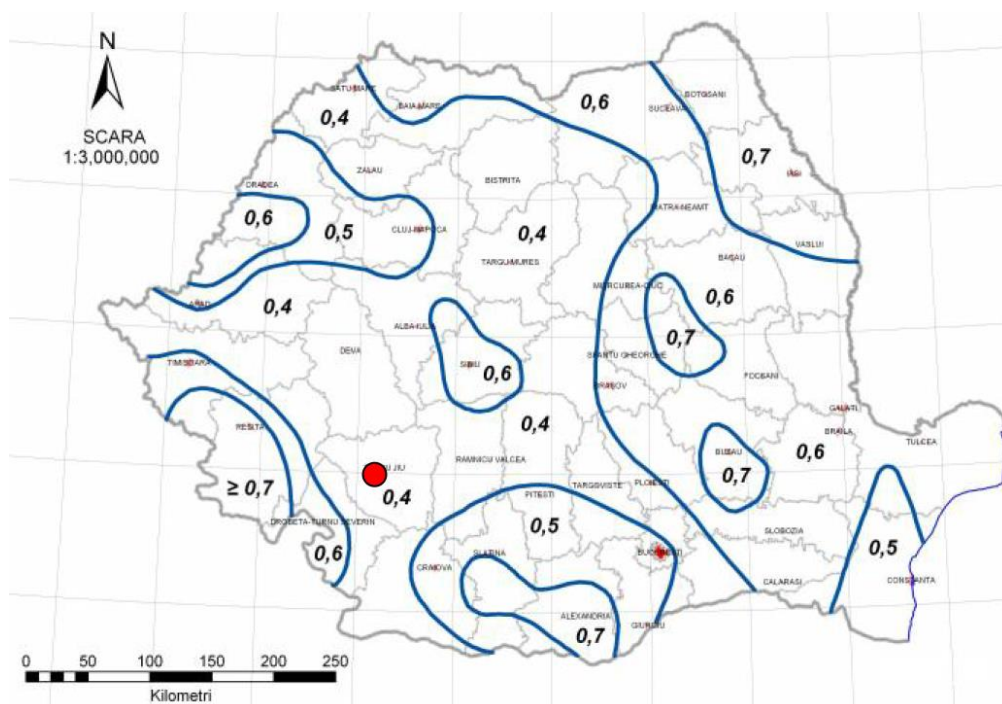 N
SCARA
1:3,000,000
SATU-MARE
0,4
BAIA-MARE
0,6
SUCEAVA
BOTOSANI
0,7
IASI
ZALAU
BISTRITA
ORADEA
0,6
0,5
CLUJ-NAPOCA
0,4
PIATRA-NEAMT
VASLUI
TARGU-MURES
BACAU
0,6
MIERCUREA-CIUC
ARAD
0,4
ALBA-IULIA
0,7
DEVA
SIBIU
0,6
SFANTU GHEORGHE
TIMISOARA
BRASOV
FOCSANI
0,4
GALATI
BRAILA
RESITA
0,6
TULCEA
BUZAU
0,7
RAMNICU VALCEA
JIU
0,4
≥ 0,7
TARGOVISTE
PLOIESTI
PITESTI
0,5
DROBETA-TURNU SEVERIN
0,6
SLOBOZIA
0,5
SLATINA
BUCURESTI
CRAIOVA
CALARASI
CONSTANTA
ALEXANDRIA
0,7
GIURGIU
0 50 100 150 200 250
Kilometri